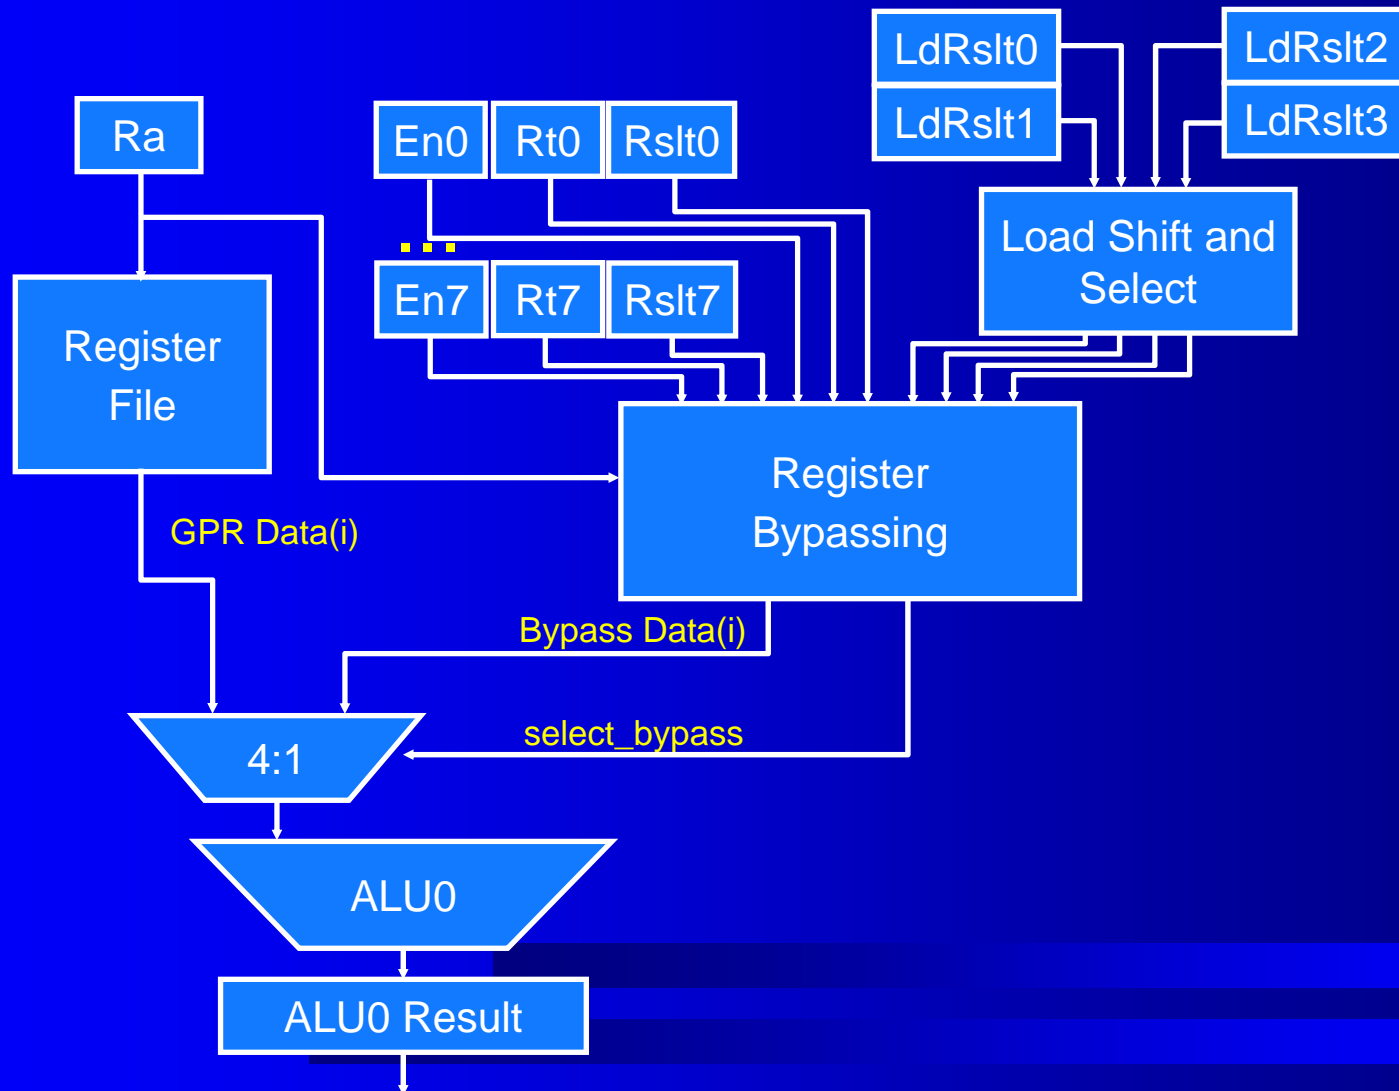 LdRslt0
LdRslt2
LdRslt1
LdRslt3
Ra
En0 Rt0 Rslt0
...
En7 Rt7 Rslt7
Load Shift and
Select
Register
File
Register
Bypassing
GPR Data(i)
Bypass Data(i)
select_bypass
4:1
ALU0
ALU0 Result